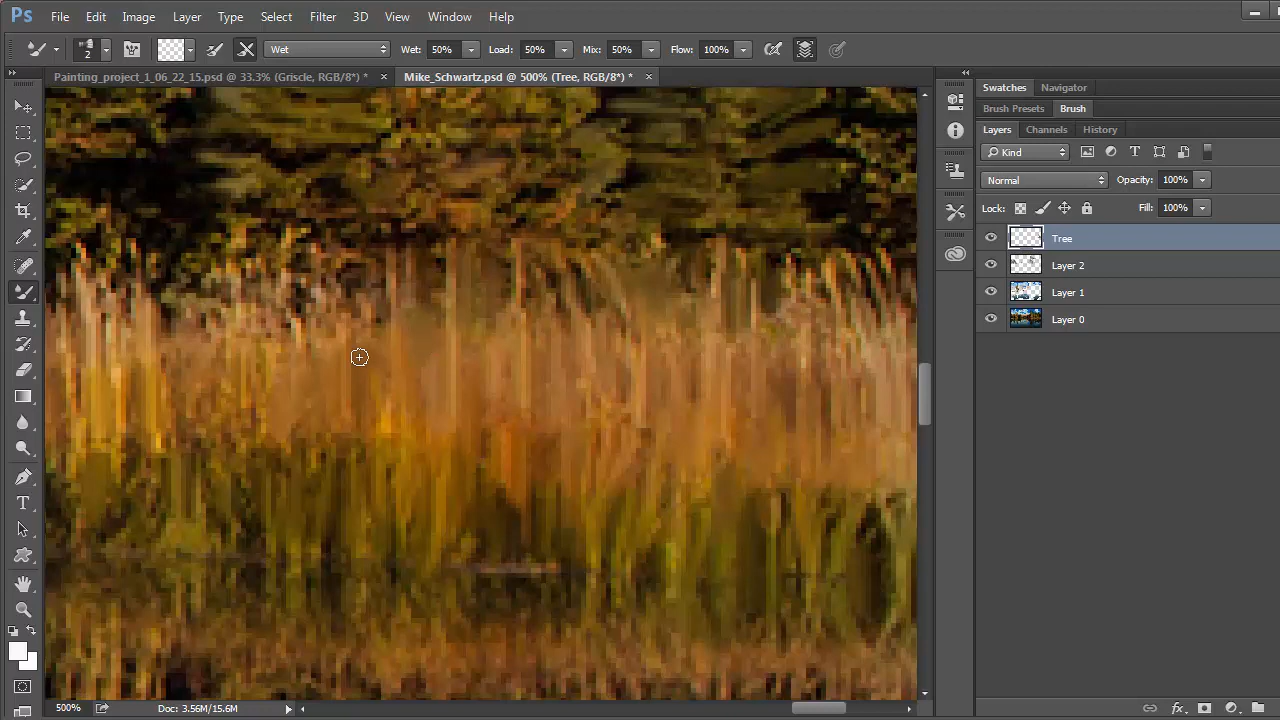 Ps File Edit Image Layer Type Select Filter 3D View Window Help
2 Wet Wet: 50% Load: 50% Mix: 50% Flow: 100%
Painting_project_1_06_22_15.psd @ 33.3% (Griscle, RGB/8*) * × Mike_Schwartz.psd @ 500% (Tree, RGB/8*) * ×
Swatches Navigator
Brush Presets Brush
Layers Channels History
Kind
Normal Opacity: 100%
Lock: Fill: 100%
Tree
Layer 2
Layer 1
Layer 0
500% Doc: 3.56M/15.6M